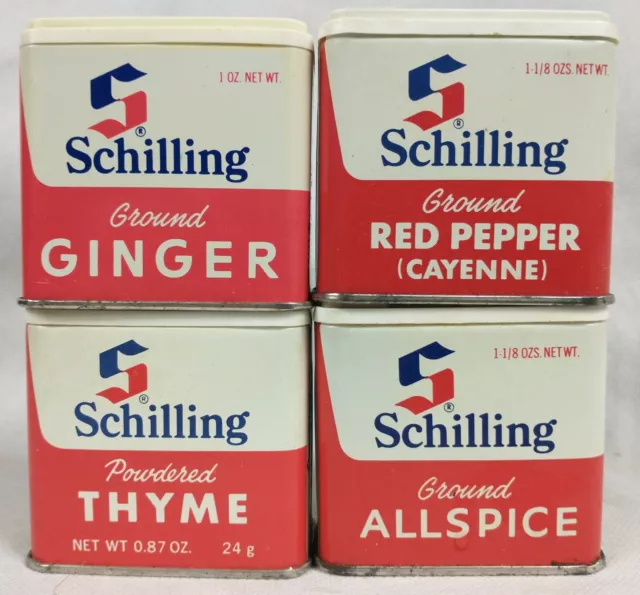 1 OZ. NET WT.
S®
Schilling
Ground
GINGER
1-1/8 OZS. NET WT.
S®
Schilling
Ground
RED PEPPER
(CAYENNE)
S®
Schilling
Powdered
THYME
NET WT 0.87 OZ. 24 g
1-1/8 OZS. NET WT.
S®
Schilling
Ground
ALLSPICE